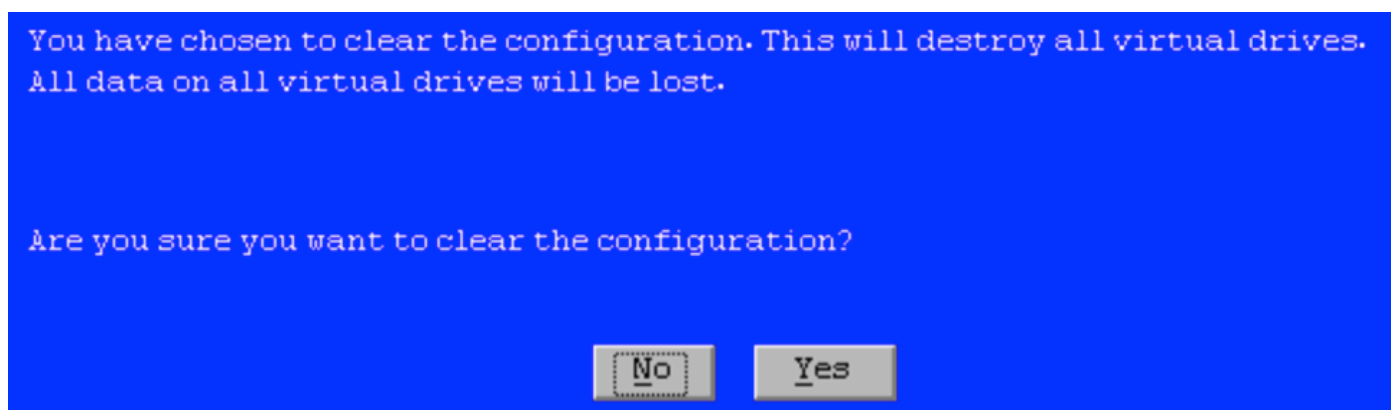 You have chosen to clear the configuration. This will destroy all virtual drives.
All data on all virtual drives will be lost.
Are you sure you want to clear the configuration?
No Yes